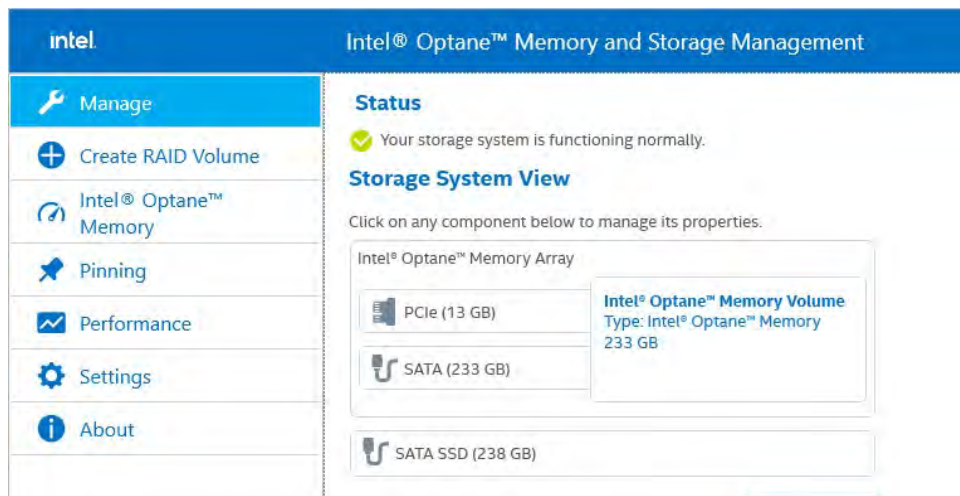 intel.
Intel® Optane™ Memory and Storage Management
Manage
Create RAID Volume
Intel® Optane™
Memory
Pinning
Performance
Settings
About
Status
Your storage system is functioning normally.
Storage System View
Click on any component below to manage its properties.
Intel® Optane™ Memory Array
PCIe (13 GB)
SATA (233 GB)
Intel® Optane™ Memory Volume
Type: Intel® Optane™ Memory
233 GB
SATA SSD (238 GB)